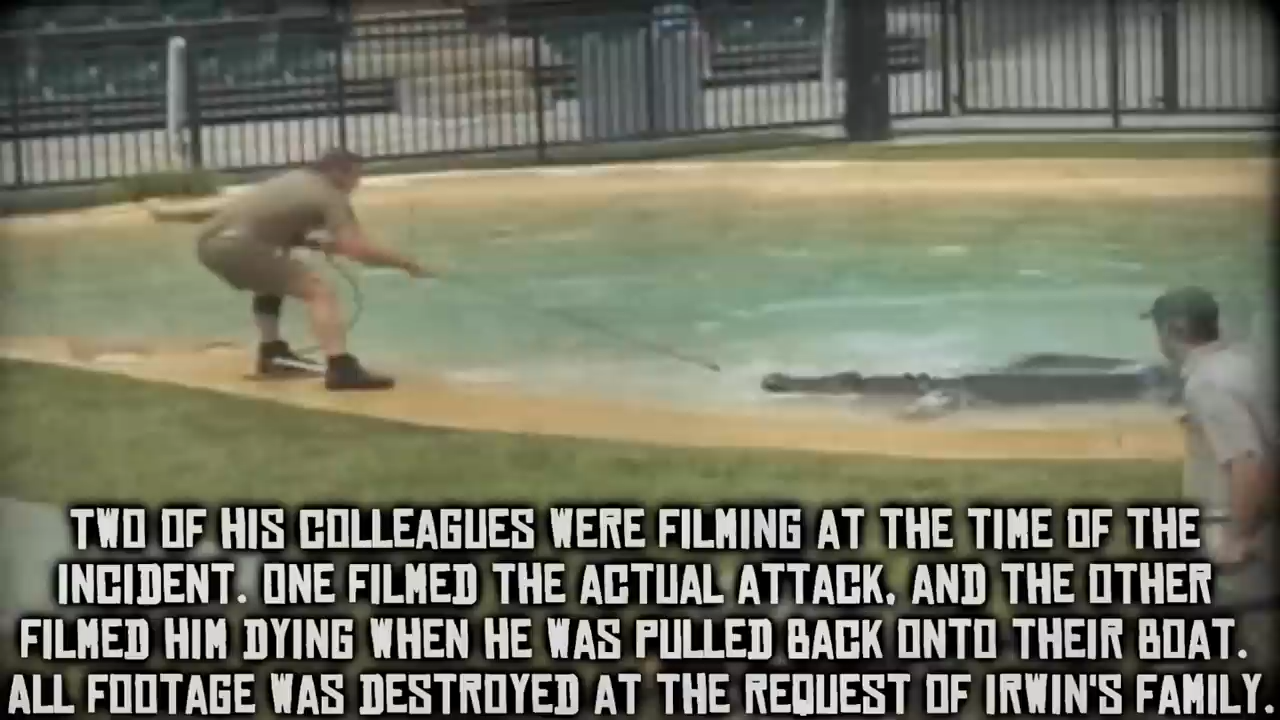 TWO OF HIS COLLEAGUES WERE FILMING AT THE TIME OF THE
INCIDENT. ONE FILMED THE ACTUAL ATTACK, AND THE OTHER
FILMED HIM DYING WHEN HE WAS PULLED BACK ONTO THEIR BOAT.
ALL FOOTAGE WAS DESTROYED AT THE REQUEST OF IRWIN'S FAMILY.